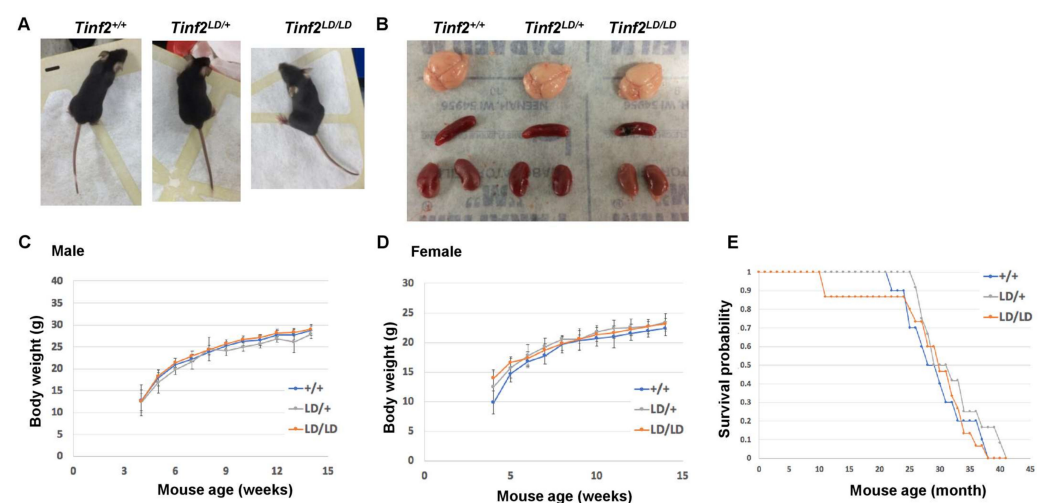 A
Tinf2+/+
Tinf2LD/+
Tinf2LD/LD
B
Tinf2+/+
Tinf2LD/+
Tinf2LD/LD
NEENAH, WI 54956
C
Male
Body weight (g)
40
35
30
25
20
15
10
5
0
0 3 6 9 12 15
Mouse age (weeks)
+/+
LD/+
LD/LD
D
Female
Body weight (g)
30
25
20
15
10
5
0
0 5 10 15
Mouse age (weeks)
+/+
LD/+
LD/LD
E
Survival probability
1
0.9
0.8
0.7
0.6
0.5
0.4
0.3
0.2
0.1
0
0 5 10 15 20 25 30 35 40 45
Mouse age (month)
+/+
LD/+
LD/LD